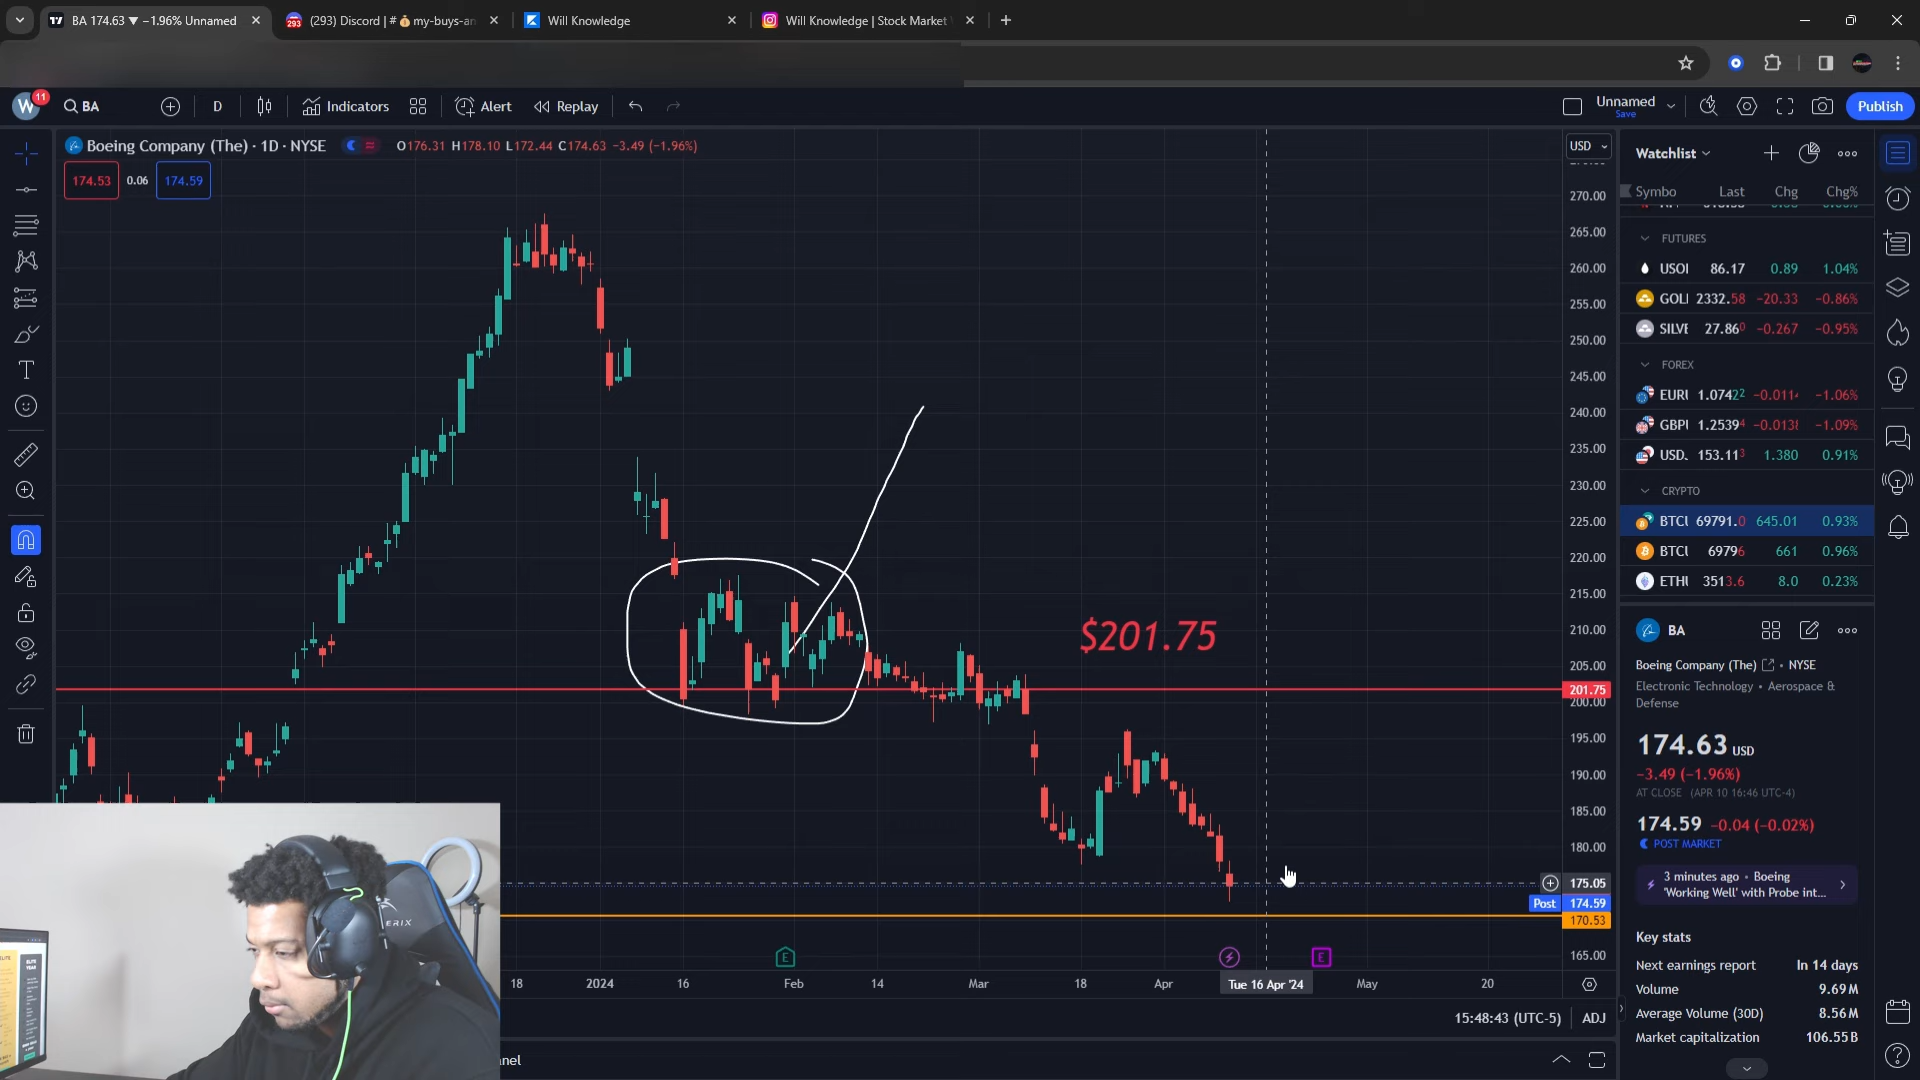 BA 174.63 ▼ −1.96% Unnamed
(293) Discord | # 💰my-buys-an
Will Knowledge
Will Knowledge | Stock Market
W 11 BA D Indicators Alert Replay
Unnamed
Save
Publish
Boeing Company (The) · 1D · NYSE O176.31 H178.10 L172.44 C174.63 −3.49 (−1.96%)
174.53 0.06 174.59
USD
270.00
265.00
260.00
255.00
250.00
245.00
240.00
235.00
230.00
225.00
220.00
215.00
210.00
205.00
201.75
200.00
195.00
190.00
185.00
180.00
175.05
Post 174.59
170.53
165.00
$201.75
E
E
18 2024 16 Feb 14 Mar 18 Apr Tue 16 Apr '24 May 20
15:48:43 (UTC-5) ADJ
nel
ERIX
Watchlist
Symbo Last Chg Chg%
FUTURES
USOI 86.17 0.89 1.04%
GOLI 2332.58 −20.33 −0.86%
SILVE 27.860 −0.267 −0.95%
FOREX
EURI 1.07422 −0.0114 −1.06%
GBPI 1.25394 −0.0138 −1.09%
USD. 153.113 1.380 0.91%
CRYPTO
BTCI 69791.0 645.01 0.93%
BTCI 69796 661 0.96%
ETHI 3513.6 8.0 0.23%
BA
Boeing Company (The) • NYSE
Electronic Technology • Aerospace &
Defense
174.63 USD
−3.49 (−1.96%)
AT CLOSE (APR 10 16:46 UTC-4)
174.59 −0.04 (−0.02%)
POST MARKET
3 minutes ago • Boeing
'Working Well' with Probe int...
Key stats
Next earnings report In 14 days
Volume 9.69M
Average Volume (30D) 8.56M
Market capitalization 106.55B